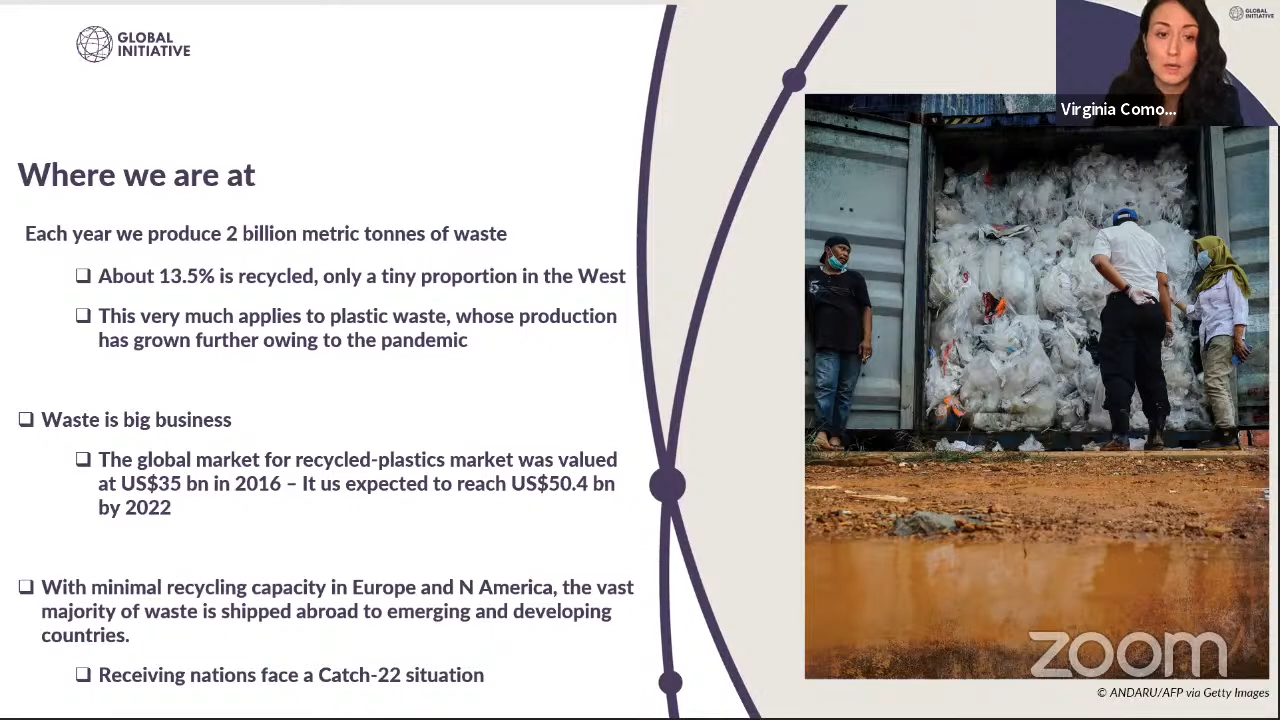 GLOBAL
INITIATIVE
GLOBAL
INITIATIVE
Virginia Como...
Where we are at
Each year we produce 2 billion metric tonnes of waste
❑ About 13.5% is recycled, only a tiny proportion in the West
❑ This very much applies to plastic waste, whose production
has grown further owing to the pandemic
❑ Waste is big business
❑ The global market for recycled-plastics market was valued
at US$35 bn in 2016 – It us expected to reach US$50.4 bn
by 2022
❑ With minimal recycling capacity in Europe and N America, the vast
majority of waste is shipped abroad to emerging and developing
countries.
❑ Receiving nations face a Catch-22 situation
zoom
© ANDARU/AFP via Getty Images